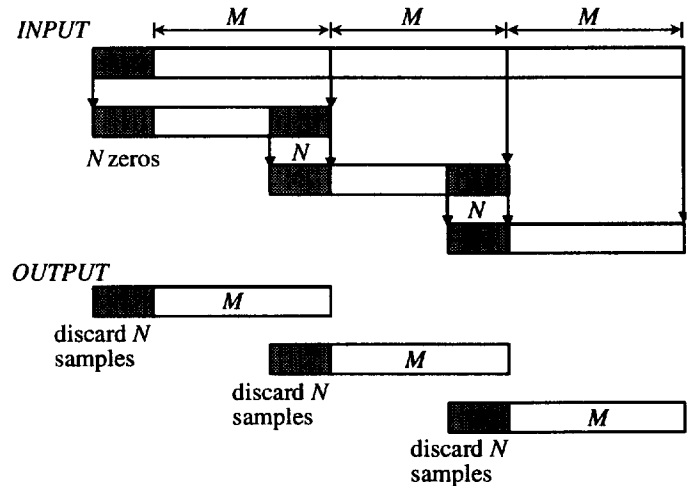 M M M
INPUT
N zeros
N
N
OUTPUT
M
discard N
samples
M
discard N
samples
M
discard N
samples